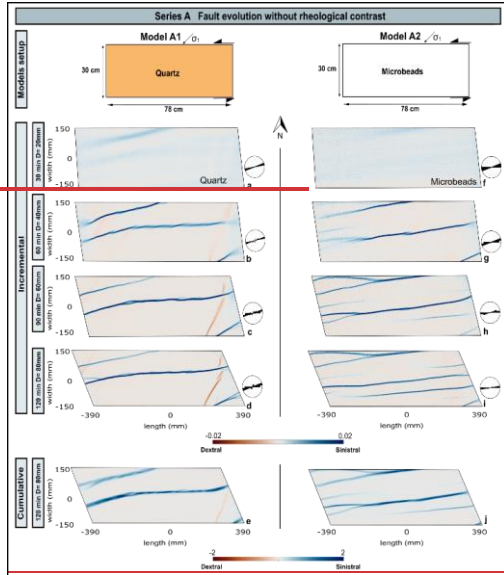 Series A Fault evolution without rheological contrast
Models setup
Model A1
σ1
30 cm
Quartz
78 cm
Model A2
σ1
30 cm
Microbeads
78 cm
N
Incremental
30 min D= 20mm
width (mm)
150
0
-150
Quartz
a
Microbeads
f
60 min D= 40mm
width (mm)
150
0
-150
b
g
90 min D= 60mm
width (mm)
150
0
-150
c
h
120 min D= 80mm
width (mm)
150
0
-150
d
i
-390
0
390
length (mm)
-390
0
390
length (mm)
-0.02
0.02
Dextral
Sinistral
Cumulative
120 min D= 80mm
width (mm)
150
0
-150
e
j
-390
0
390
length (mm)
-390
0
390
length (mm)
-2
2
Dextral
Sinistral